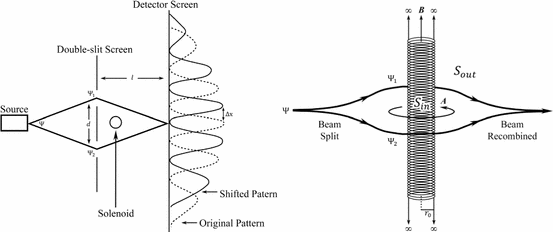 Detector Screen
Double-slit Screen
l
Source
Ψ
Ψ₁
d
Ψ₂
Δx
Solenoid
Shifted Patern
Original Pattern
∞ B ∞
Ψ₁
S_out
Ψ
S_in
A
Beam
Split
Ψ₂
Beam
Recombined
r₀
∞ ∞